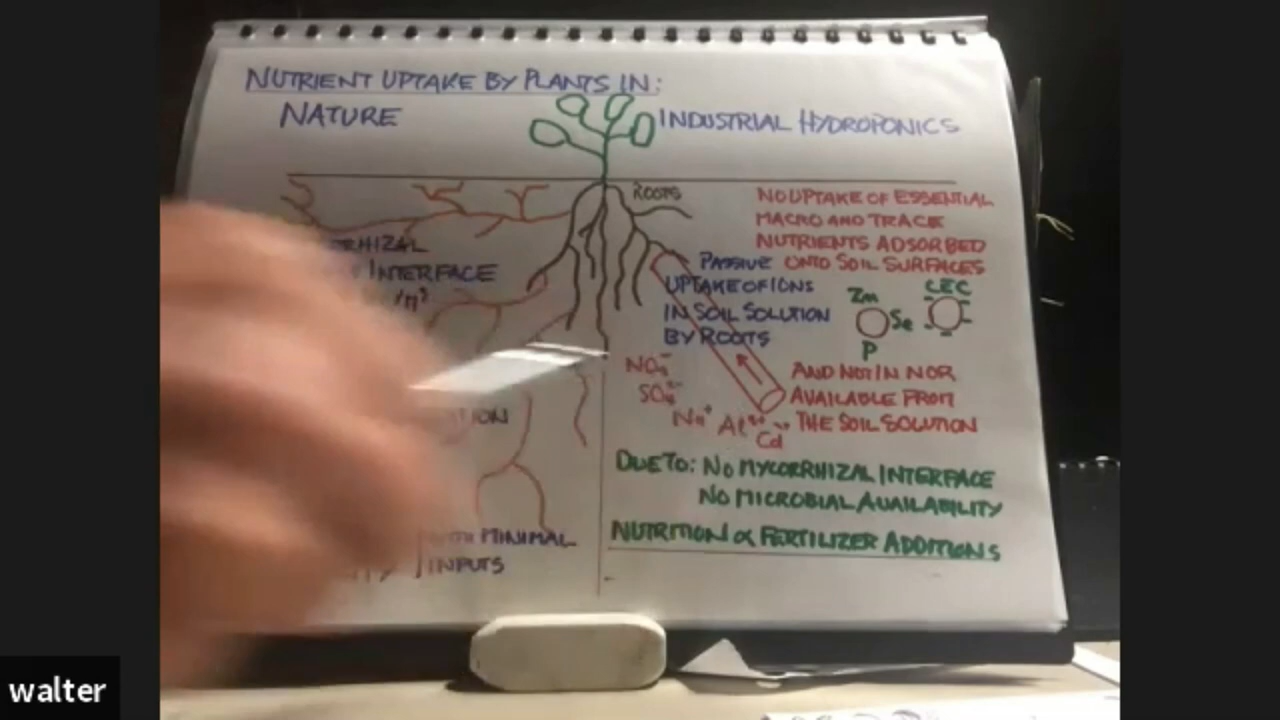 NUTRIENT UPTAKE BY PLANTS IN:
NATURE
INDUSTRIAL HYDROPONICS
ROOTS
INTERFACE
WITH MINIMAL
INPUTS
NO UPTAKE OF ESSENTIAL
MACRO AND TRACE
NUTRIENTS ADSORBED
ONTO SOIL SURFACES
PASSIVE
UPTAKE OF IONS
IN SOIL SOLUTION
BY ROOTS
CEC
Zn
Se
P
AND NOT IN NOR
AVAILABLE FROM
THE SOIL SOLUTION
Cd
DUE TO: NO MYCORRHIZAL INTERFACE
NO MICROBIAL AVAILABILITY
NUTRITION ∝ FERTILIZER ADDITIONS
walter